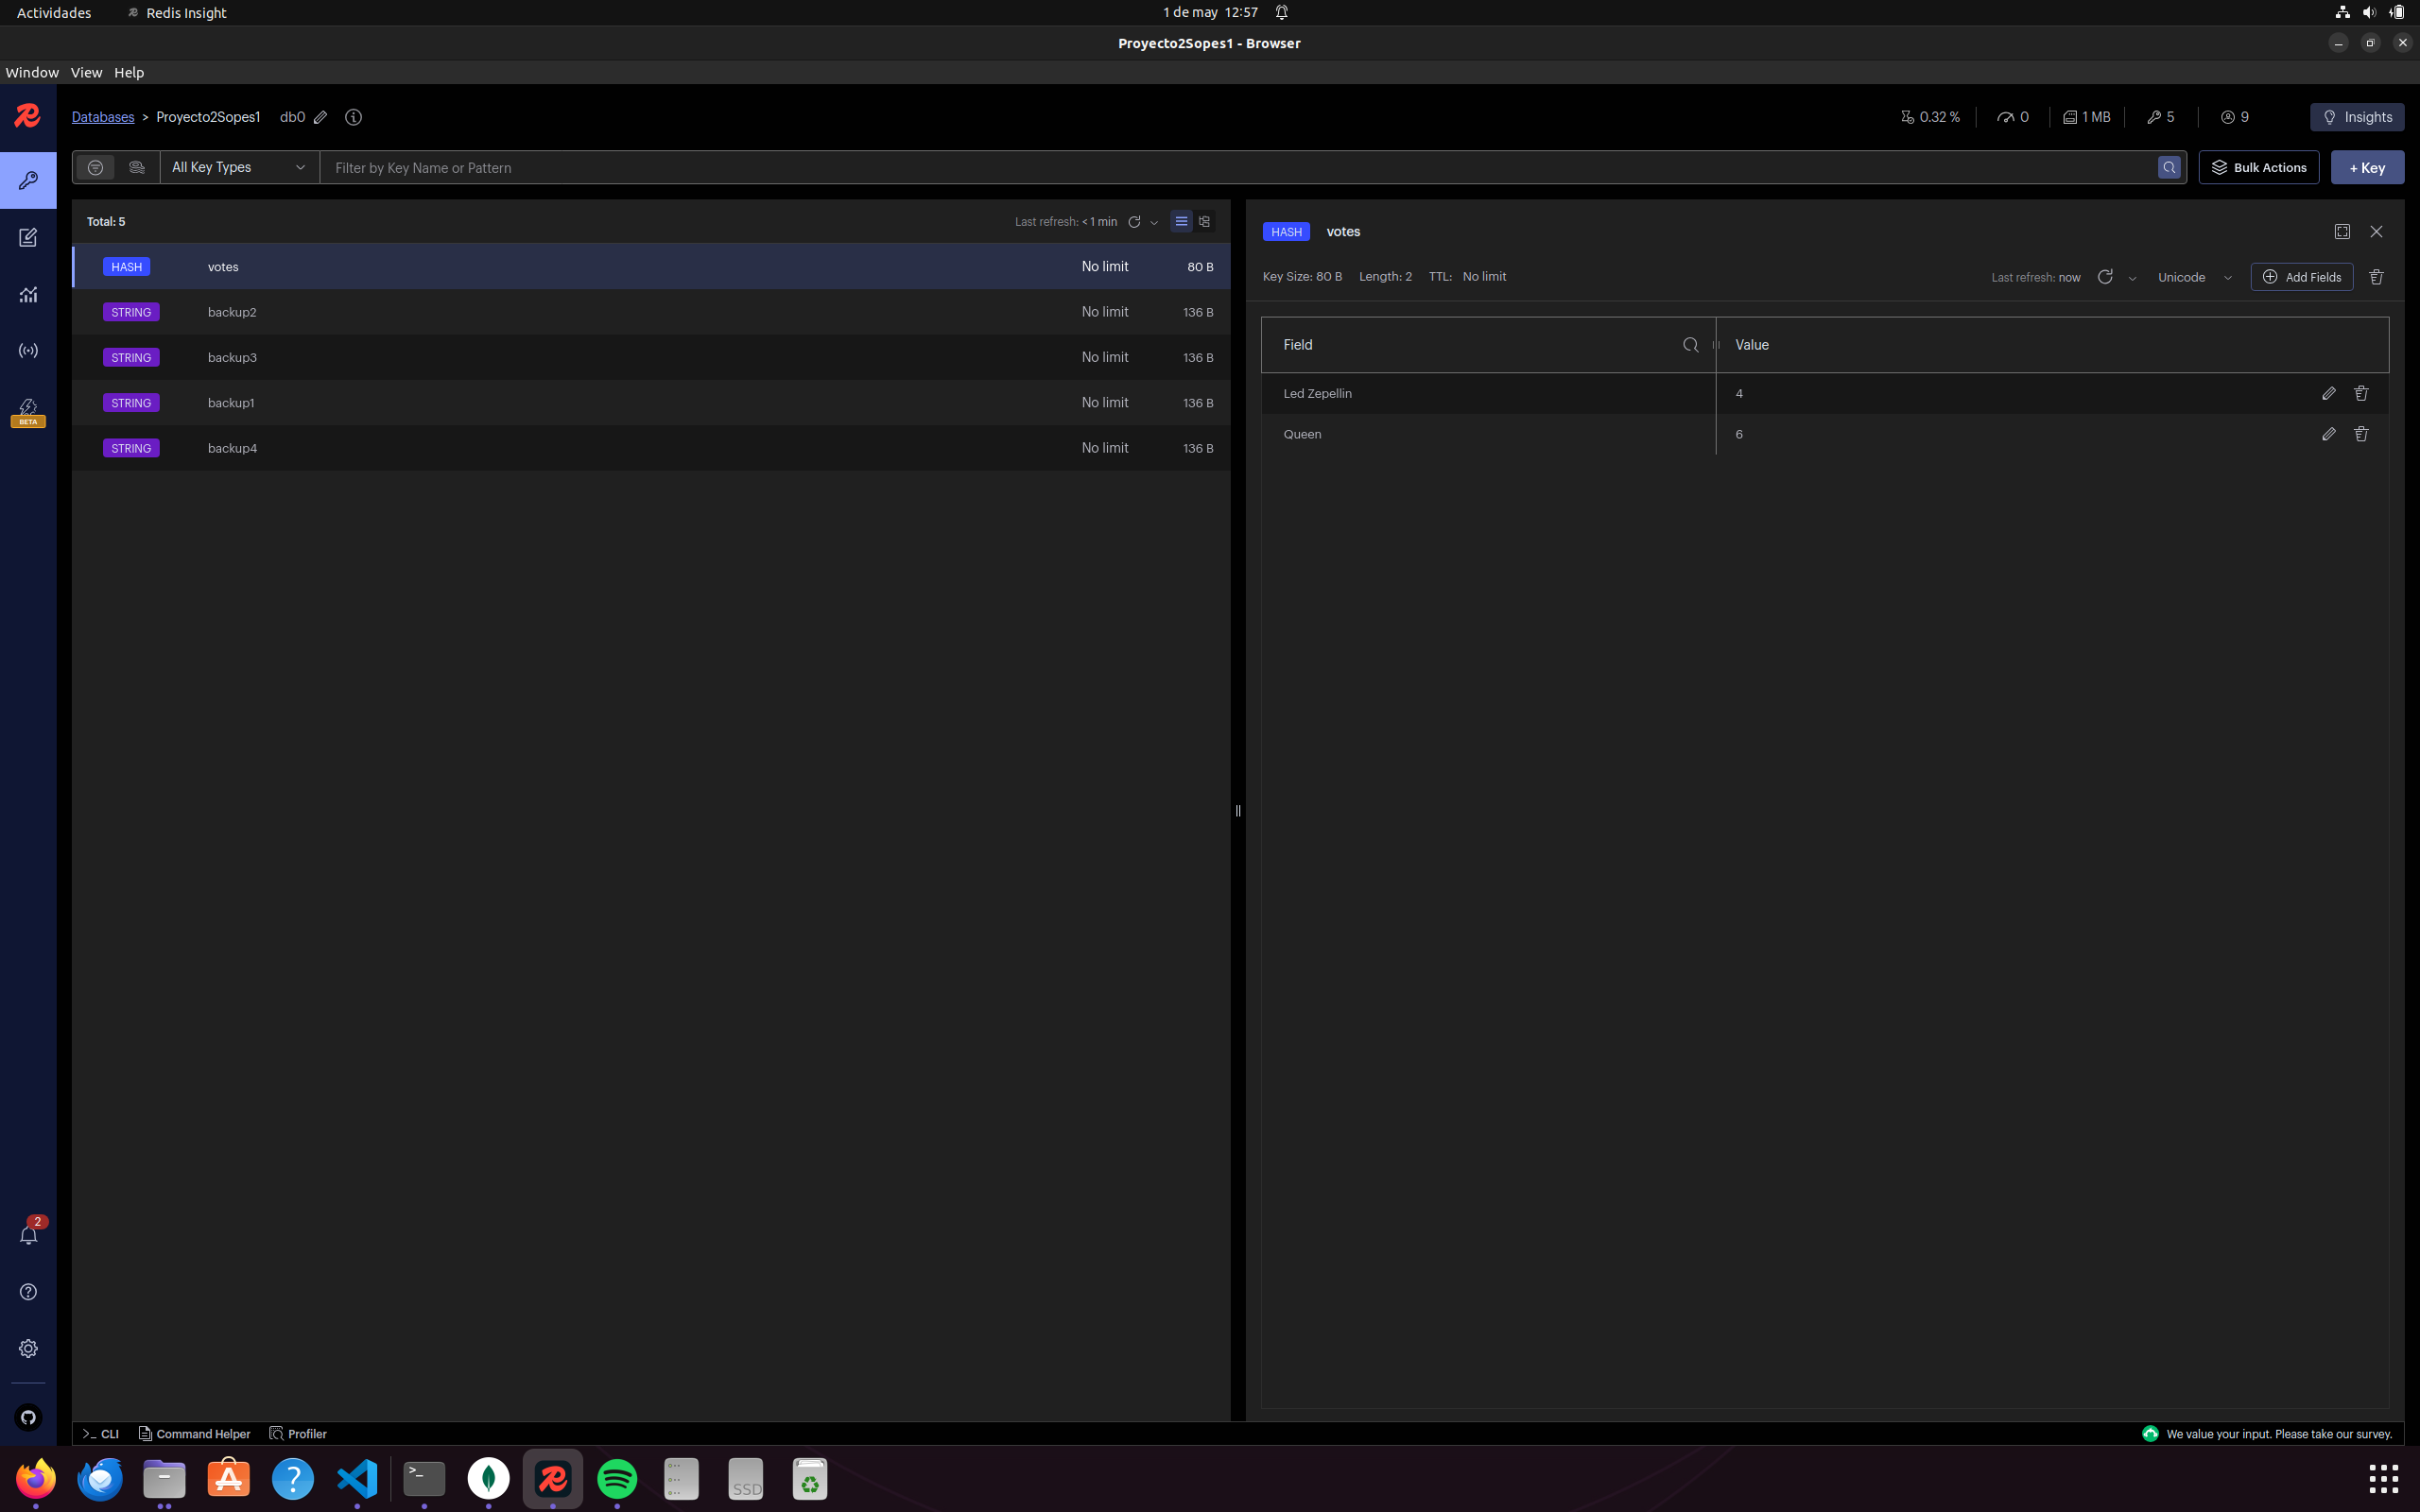 Actividades Redis Insight 1 de may 12:57
Proyecto2Sopes1 - Browser
Window View Help
Databases > Proyecto2Sopes1 db0 0.32 % 0 1 MB 5 9 Insights
All Key Types Filter by Key Name or Pattern Bulk Actions + Key
Total: 5 Last refresh: < 1 min
HASH votes No limit 80 B
STRING backup2 No limit 136 B
STRING backup3 No limit 136 B
STRING backup1 No limit 136 B
STRING backup4 No limit 136 B
HASH votes
Key Size: 80 B Length: 2 TTL: No limit Last refresh: now Unicode Add Fields
Field Value
Led Zepellin 4
Queen 6
BETA
2
>_ CLI Command Helper Profiler We value your input. Please take our survey.
SSD